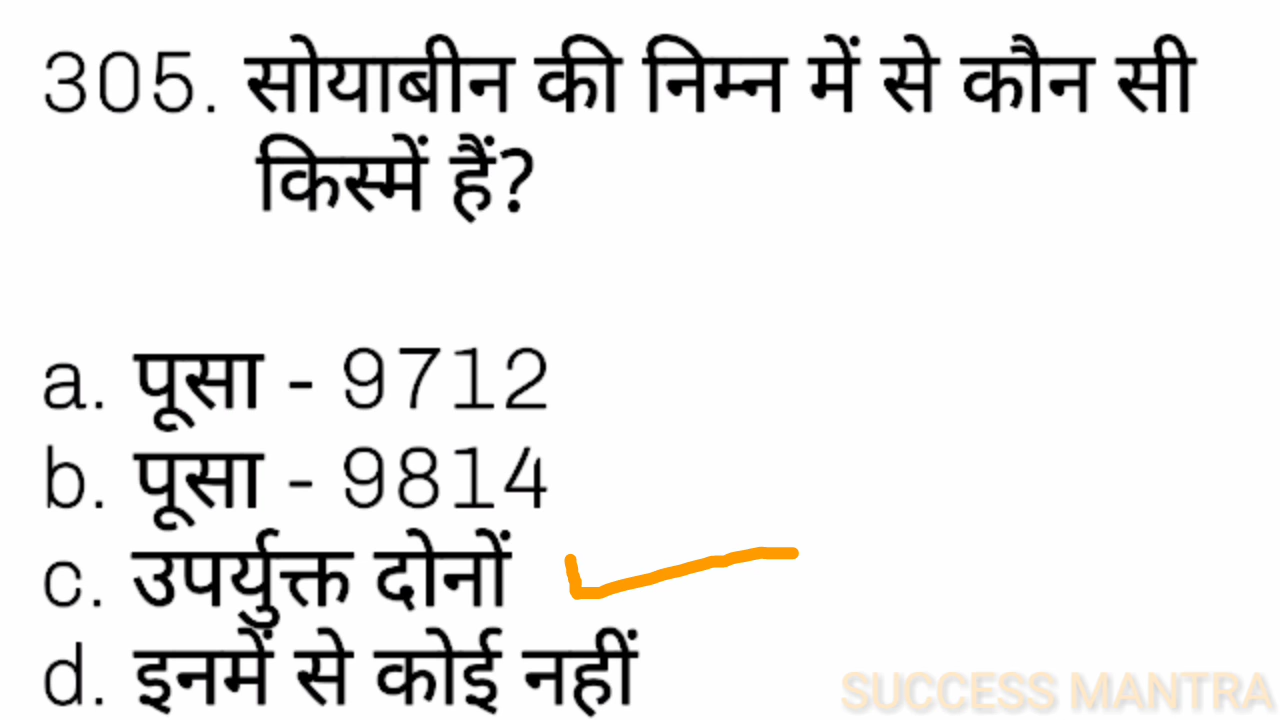 305. सोयाबीन की निम्न में से कौन सी
किस्में हैं?
a. पूसा - 9712
b. पूसा - 9814
c. उपर्युक्त दोनों
d. इनमें से कोई नहीं
SUCCESS MANTRA